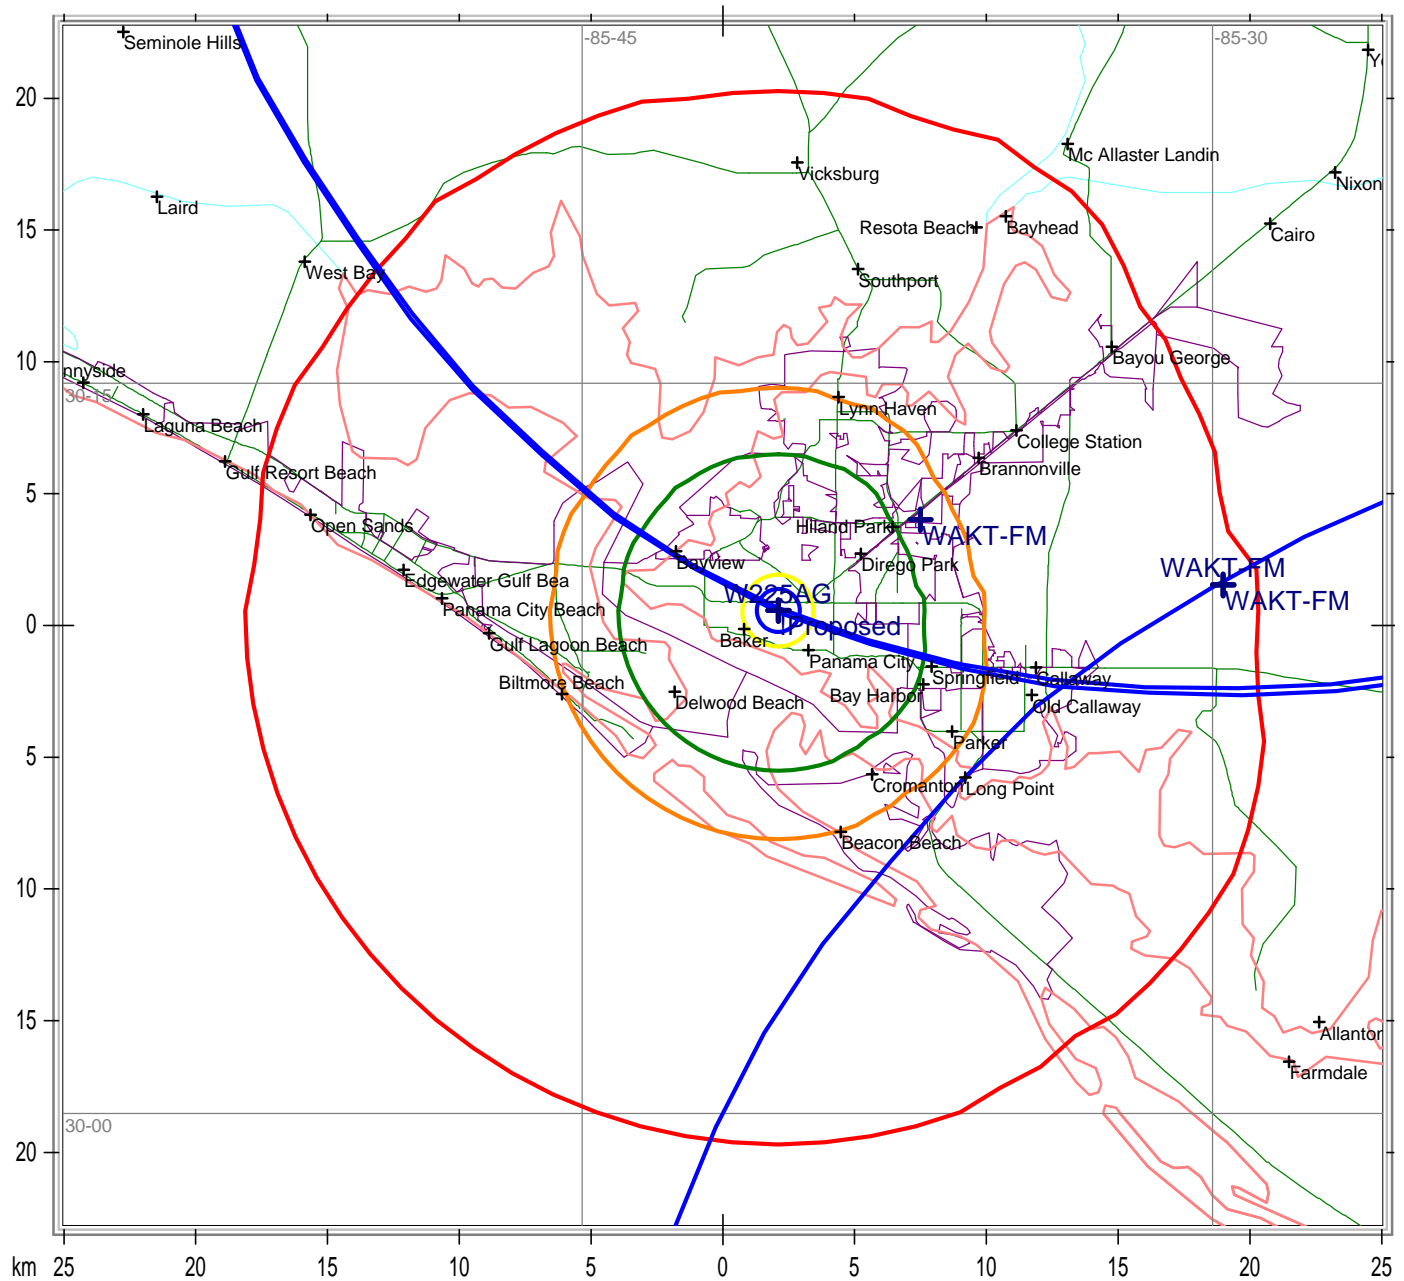 Seminole Hills
-85-45
-85-30
20
Vicksburg
Mc Allaster Landin
Nixon
Laird
15
Resota Beach
Bayhead
Cairo
West Bay
Southport
10
Bayou George
nnyside
30-15
Laguna Beach
Lynn Haven
College Station
Gulf Resort Beach
Brannonville
5
Open Sands
Hiland Park
WAKT-FM
Bayview
Dirego Park
WAKT-FM
Edgewater Gulf Bea
W225AG
WAKT-FM
Panama City Beach
Proposed
0
Gulf Lagoon Beach
Baker
Panama City
Springfield
Callaway
Biltmore Beach
Bay Harbor
Delwood Beach
Old Callaway
Parker
5
Cromanton
Long Point
Beacon Beach
10
15
Allanton
Farmdale
30-00
20
km 25 20 15 10 5 0 5 10 15 20 25